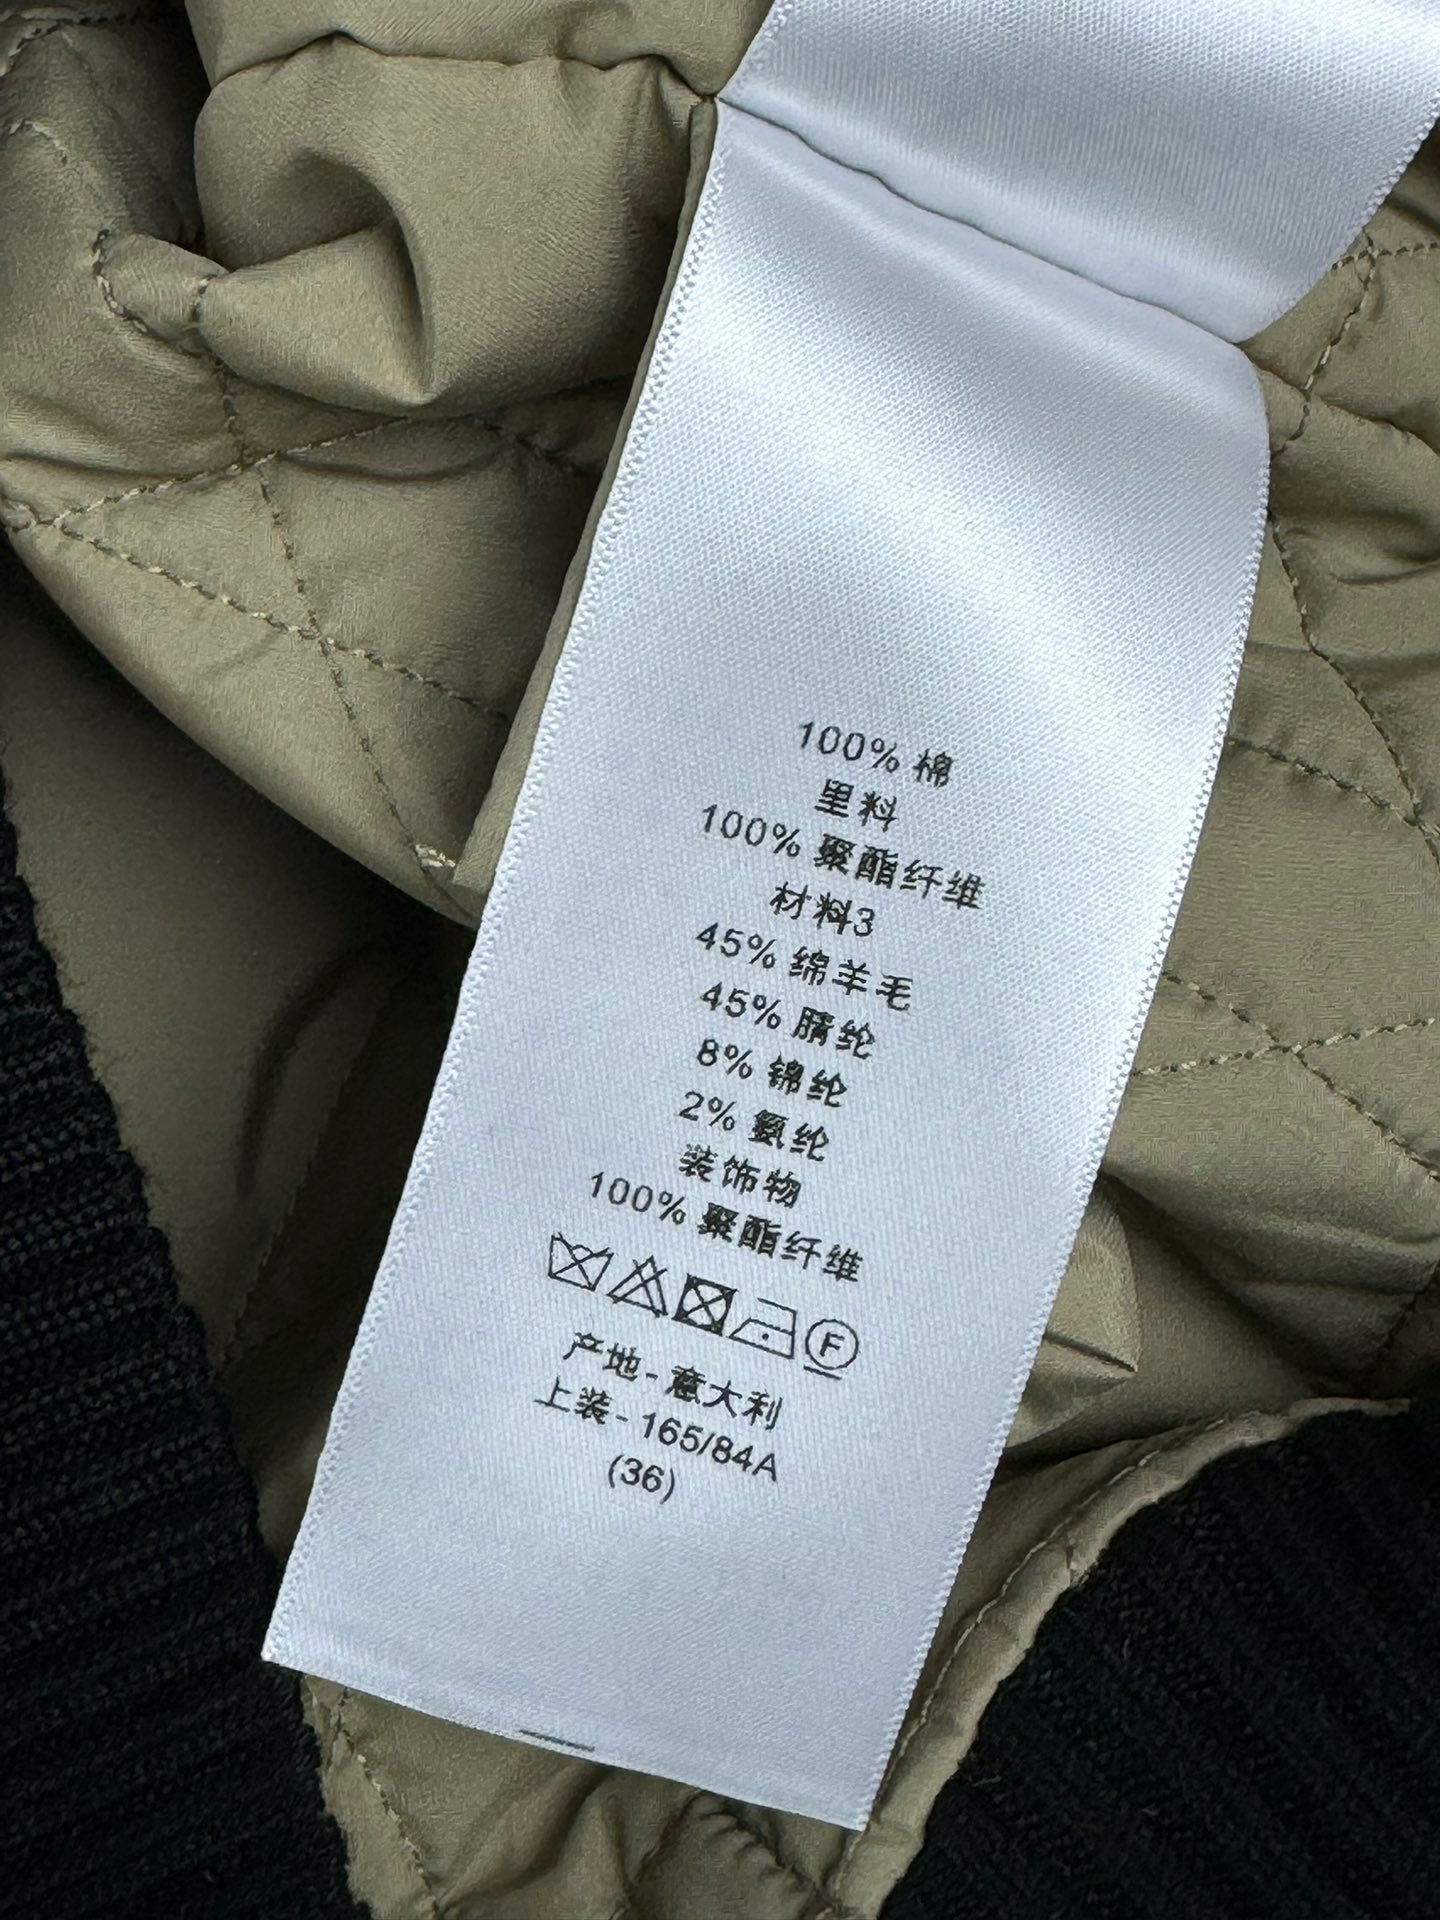 100% 棉
里料
100% 聚酯纤维
材料3
45% 绵羊毛
45% 腈纶
8% 锦纶
2% 氨纶
装饰物
100% 聚酯纤维
F
产地 - 意大利
上装 - 165/84A
(36)